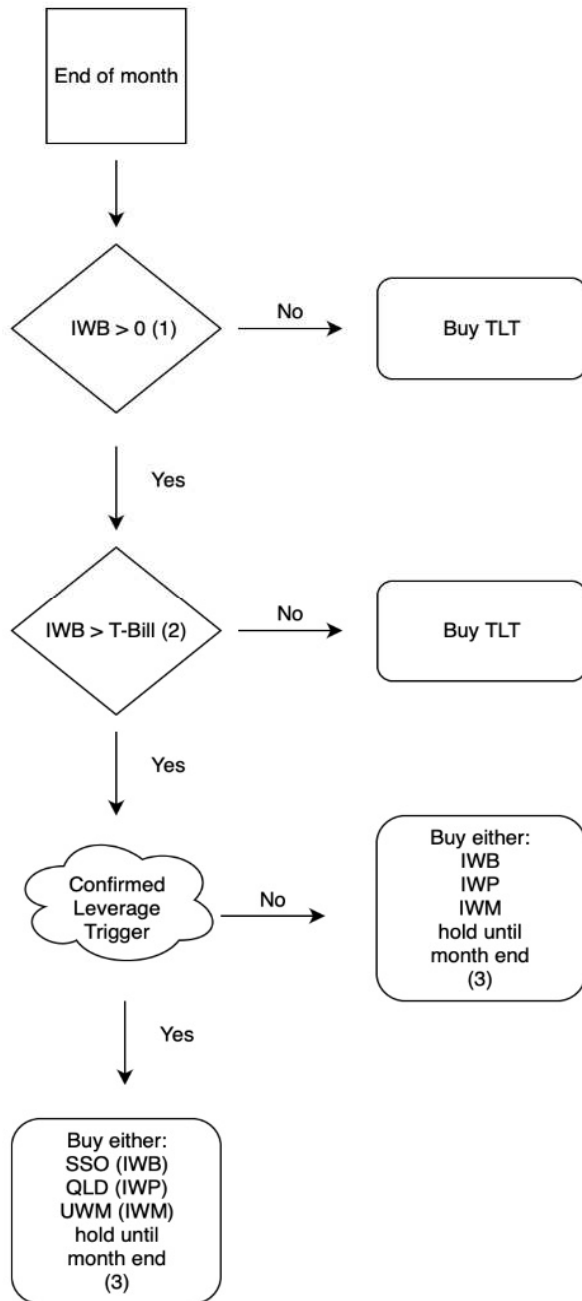 End of month
IWB > 0 (1)
No
Buy TLT
Yes
IWB > T-Bill (2)
No
Buy TLT
Yes
Confirmed
Leverage
Trigger
No
Buy either:
IWB
IWP
IWM
hold until
month end
(3)
Yes
Buy either:
SSO (IWB)
QLD (IWP)
UWM (IWM)
hold until
month end
(3)